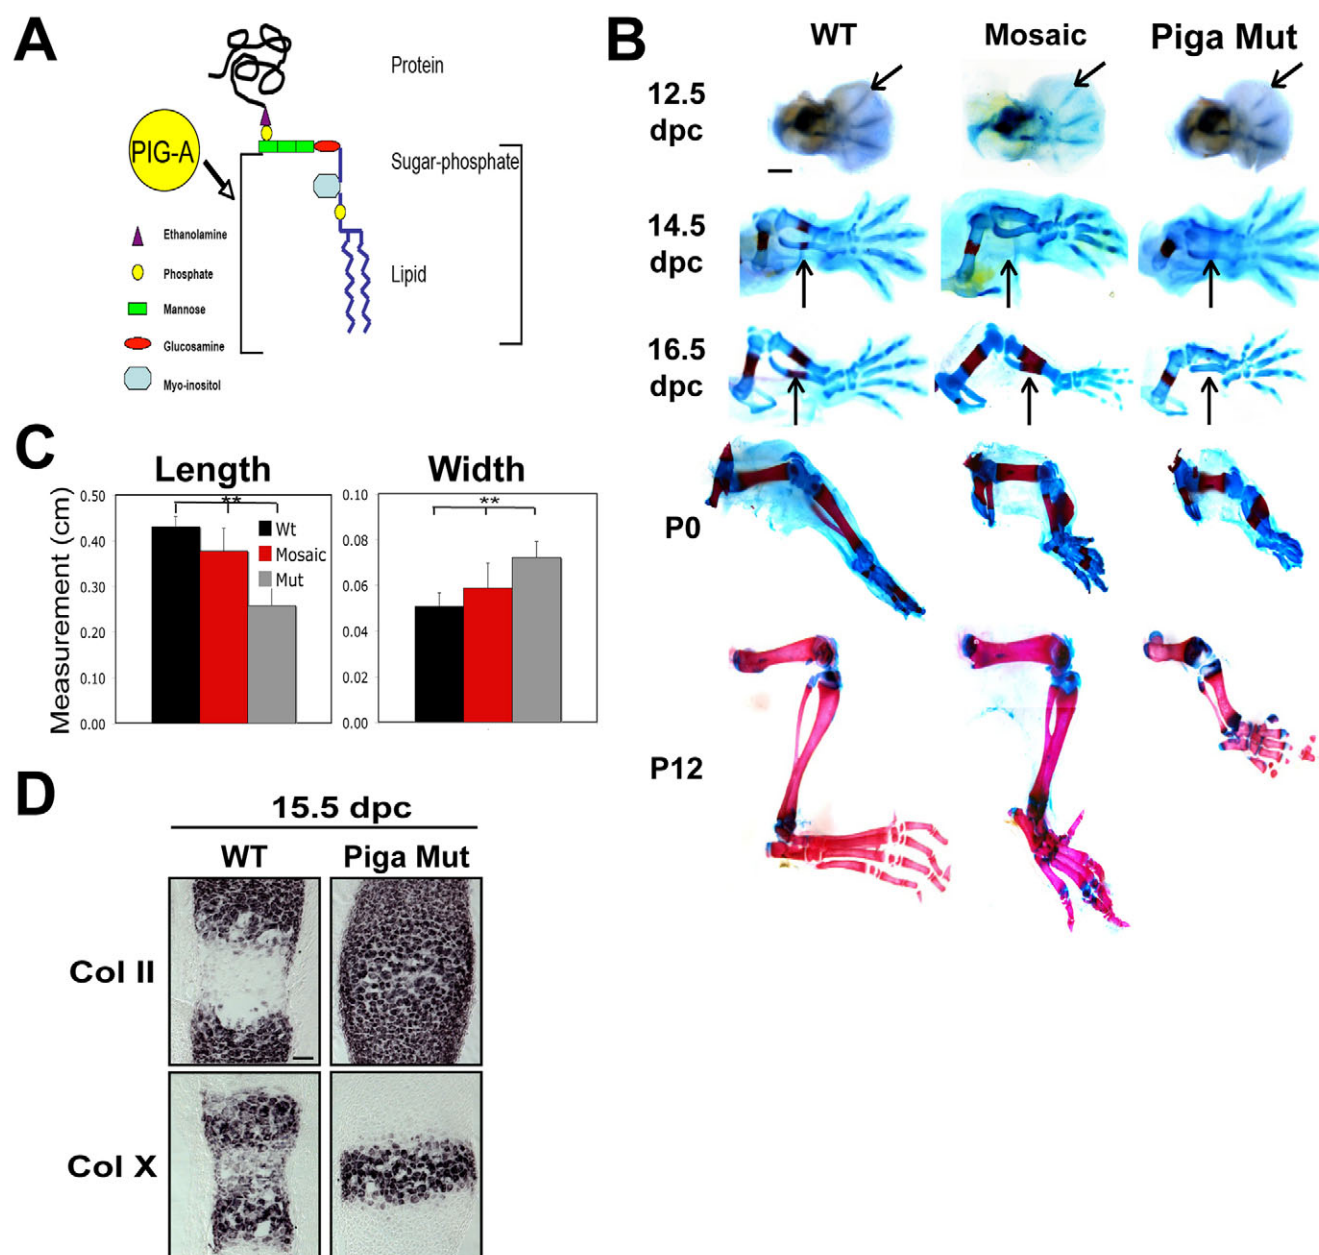 A
Protein
PIG-A
Sugar-phosphate
Ethanolamine
Phosphate
Mannose
Lipid
Glucosamine
Myo-inositol
B
WT Mosaic Piga Mut
12.5
dpc
14.5
dpc
16.5
dpc
P0
P12
C
Length Width
Measurement (cm)
0.50
0.40
0.30
0.20
0.10
0.00
**
Wt
Mosaic
Mut
0.10
0.08
0.06
0.04
0.02
0.00
**
D
15.5 dpc
WT Piga Mut
Col II
Col X